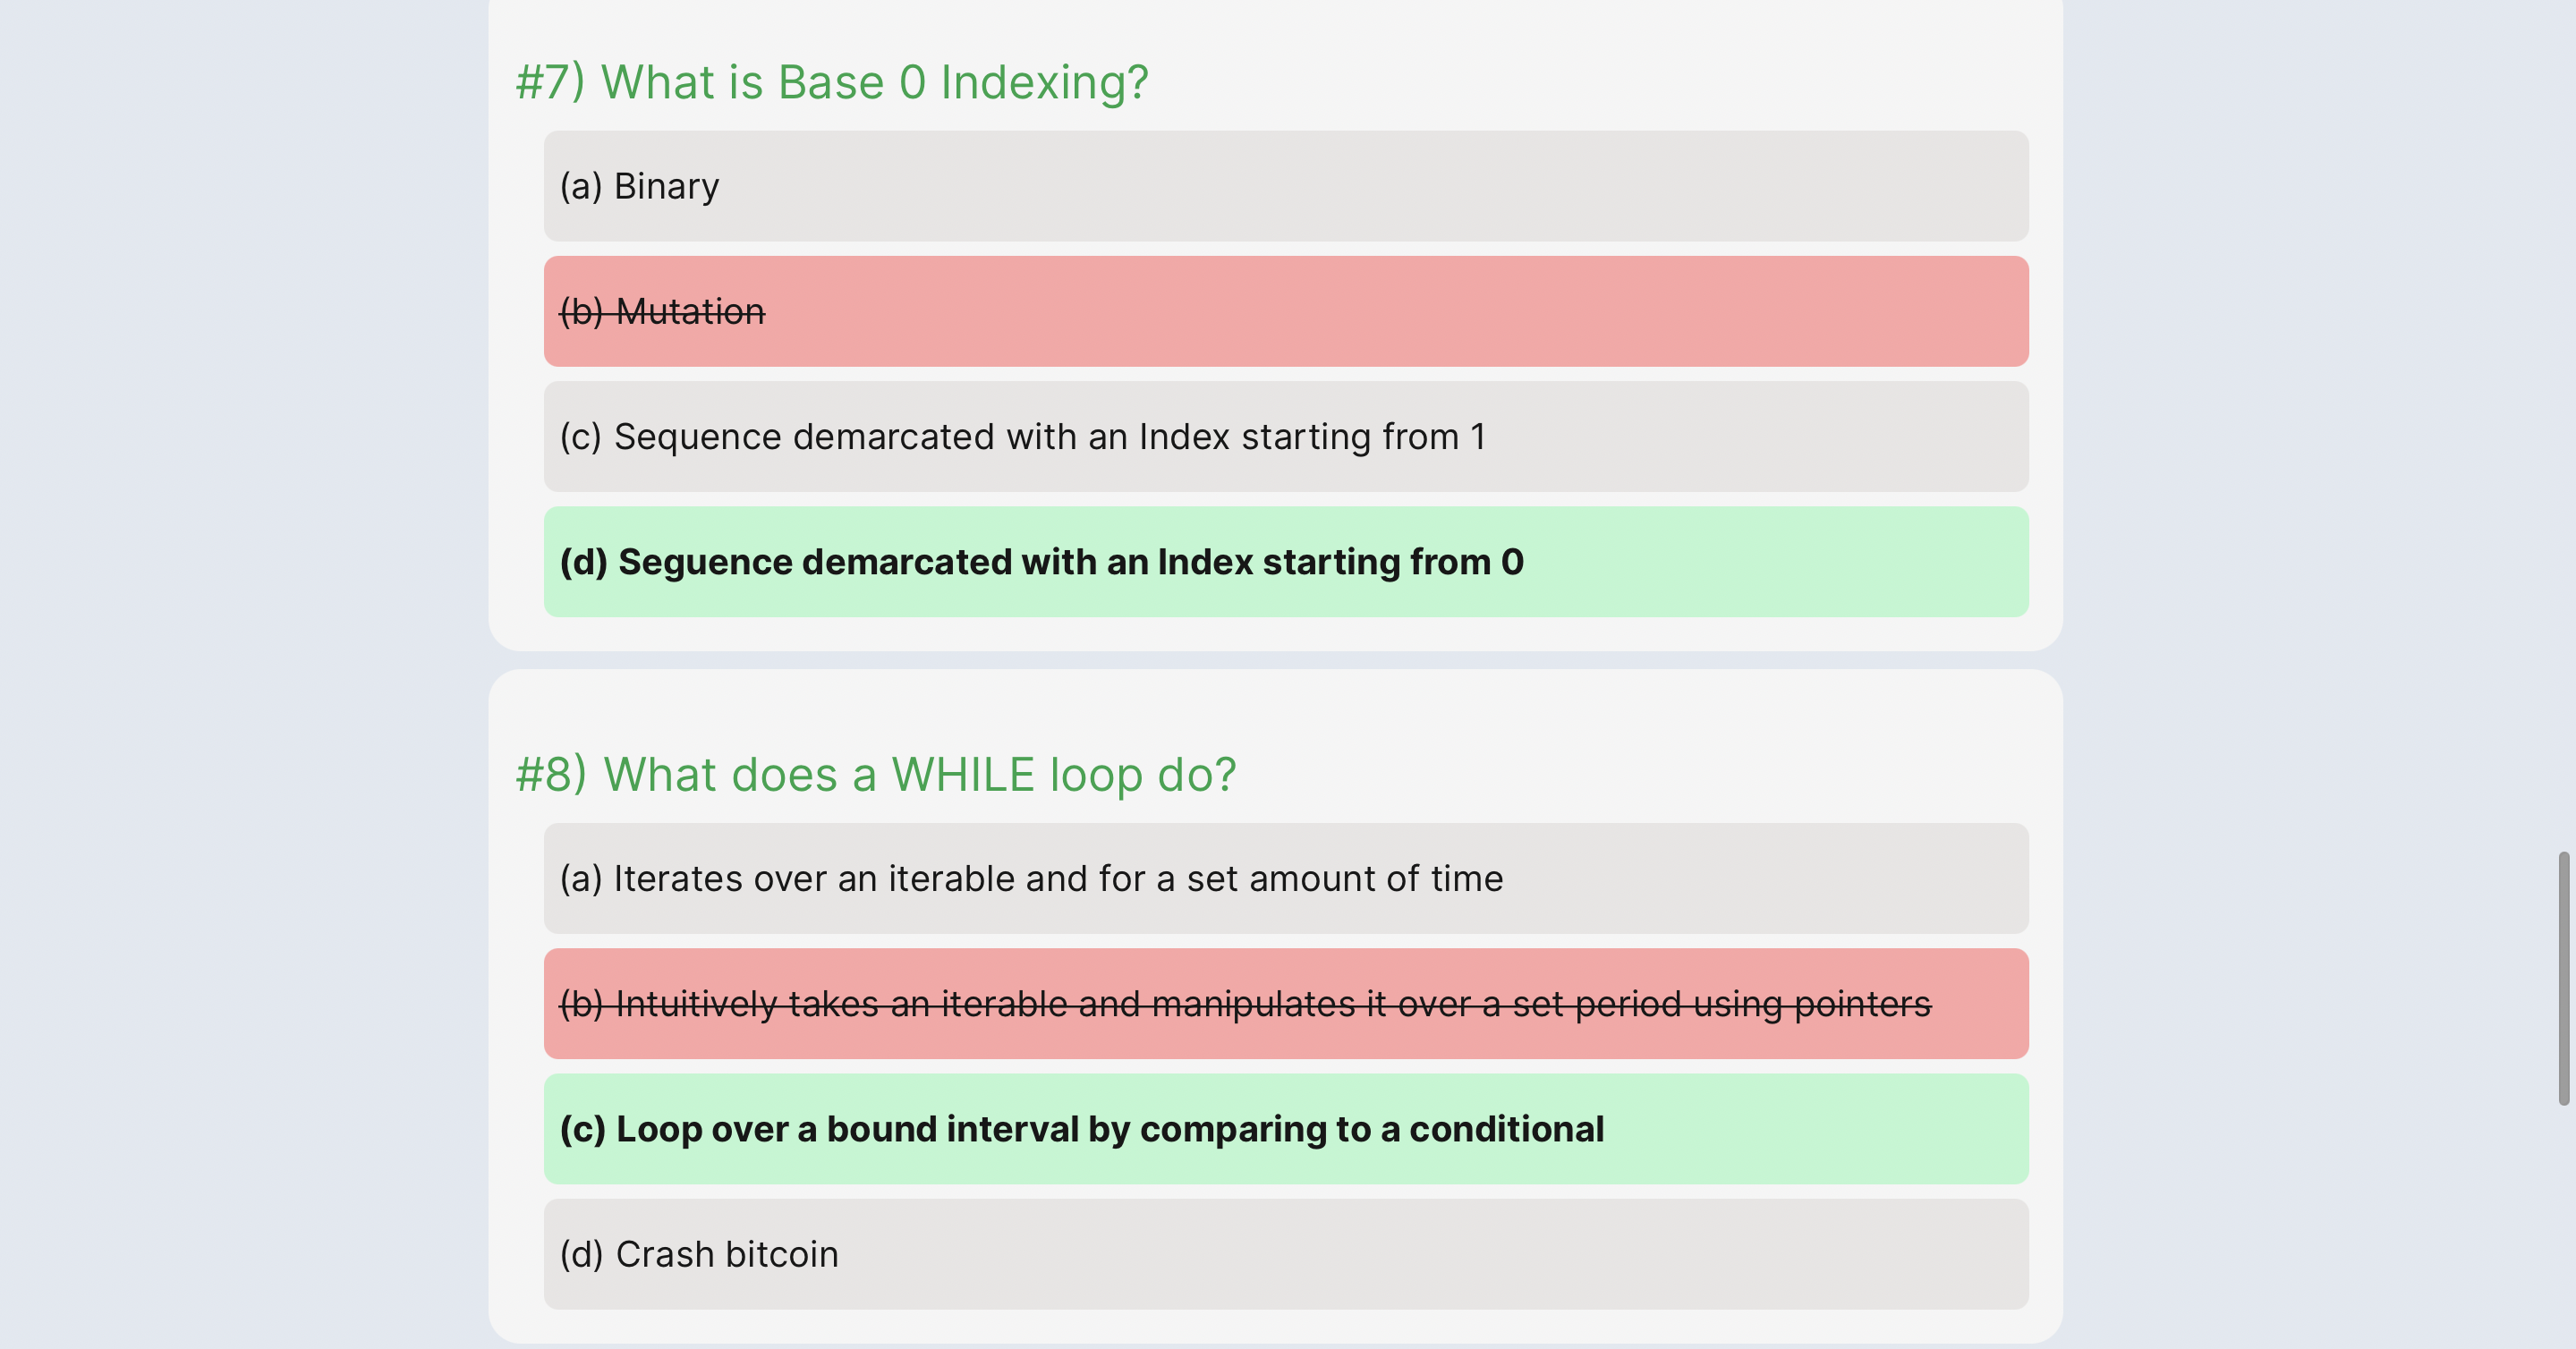 #7) What is Base 0 Indexing?
(a) Binary
(b) Mutation
(c) Sequence demarcated with an Index starting from 1
(d) Sequence demarcated with an Index starting from 0
#8) What does a WHILE loop do?
(a) Iterates over an iterable and for a set amount of time
(b) Intuitively takes an iterable and manipulates it over a set period using pointers
(c) Loop over a bound interval by comparing to a conditional
(d) Crash bitcoin